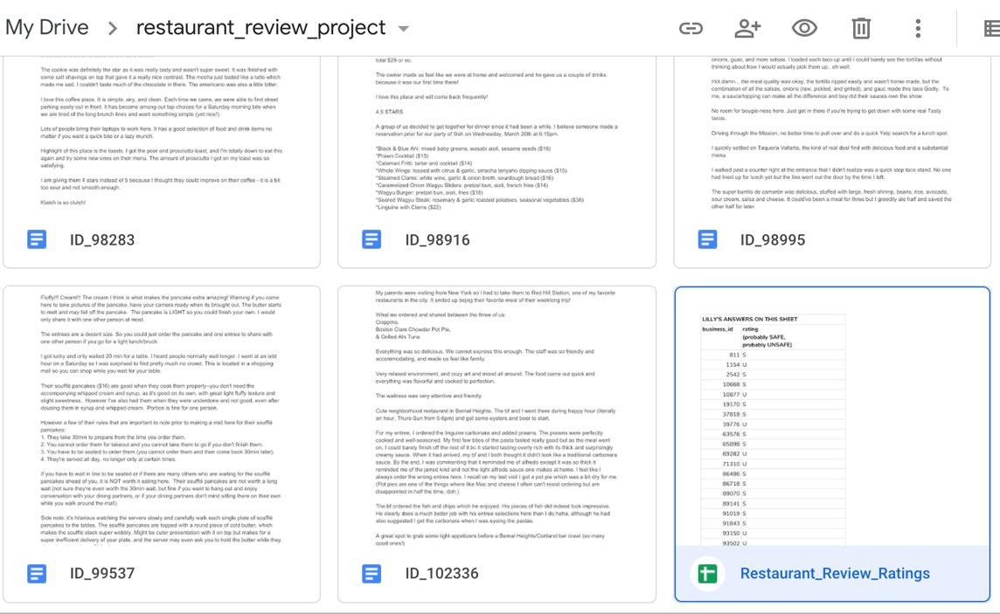 My Drive > restaurant_review_project
The cookie was definitely the star as it was really tasty and wasn't super sweet. It was finished with
some salt shavings on top that gave it a really nice contrast. The mocha just tasted like a latte which
made me sad. I couldn't taste much of the chocolate in there. The americano was also a little bitter.
I love this coffee place. It is simple, airy, and clean. Each time we came, we were able to find street
parking easily out in front. It has become among out top choices for a Saturday morning bite when
we are tired of the long brunch lines and want something simple (yet nice!).
Lots of people bring their laptops to work here. It has a good selection of food and drink items no
matter if you want a quick bite or a lazy munch.
Highlight of this place is the toasts. I got the pear and prosciutto toast, and I'm totally down to eat this
again and try some new ones on their menu. The amount of prosciutto I got on my toast was so
satisfying.
I am giving them 4 stars instead of 5 because I thought they could improve on their coffee - it is a bit
too sour and not smooth enough.
Klatch is so clutch!
ID_98283
total $29 or so.
The owner made us feel like we were at home and welcomed and he gave us a couple of drinks
because it was our first time there!
I love this place and will come back frequently!
4.5 STARS
A group of us decided to get together for dinner since it had been a while. I believe someone made a
reservation prior for our party of 9ish on Wednesday, March 20th at 6:15pm.
*Black & Blue Ahi: mixed baby greens, wasabi aioli, sesame seeds ($16)
*Prawn Cocktail ($15)
*Calamari Fritti: tarter and cocktail ($14)
*Whole Wings: tossed with citrus & garlic, sriracha teriyaho dipping sauce ($15)
*Steamed Clams: white wine, garlic & onion broth, sourdough bread ($16)
*Caramelized Onion Wagyu Sliders: pretzel bun, aioli, french fries ($14)
*Wagyu Burger: pretzel bun, aioli, fries ($18)
*Seared Wagyu Steak: rosemary & garlic roasted potatoes, seasonal vegetables ($38)
*Linguine with Clams ($22)
ID_98916
onions, guac, and more salsas. I loaded each taco up until I could barely see the tortillas without
thinking about how I would actually pick them up.. oh well.
Hot damn... the meat quality was okay, the tortilla ripped easily and wasn't home made, but the
combination of all the salsas, onions (raw, pickled, and grilled), and gauc made this taco Godly. To
me, a sauce/topping can make all the difference and boy did their sauces own the show.
No room for bougie-ness here. Just get in there if you're trying to get down with some real Tasty
tacos.
Driving through the Mission, no better time to pull over and do a quick Yelp search for a lunch spot.
I quickly settled on Taqueria Vallarta, the kind of real deal find with delicious food and a substantial
menu.
I walked past a counter right at the entrance that I didn't realize was a quick stop taco stand. No one
had lined up for lunch yet but the line went out the door by the time I left.
The super burrito de camarone was delicious, stuffed with large, fresh shrimp, beans, rice, avocado,
sour cream, salsa and cheese. It could've been a meal for three but I greedily ate half and saved the
other half for later.
ID_98995
Fluffy!!! Cream!!! The cream I think is what makes the pancake extra amazing! Warning if you come
here to take pictures of the pancake, have your camera ready when its brought out. The butter starts
to melt and may fall off the pancake. The pancake is LIGHT so you could finish your own. I would
only share it with one other person at most.
The entrees are a decent size. So you could just order the pancake and one entree to share with
one other person if you go for a light lunch/bruch.
I got lucky and only waited 20 min for a table. I heard people normally wait longer. I went at an odd
hour on a Saturday so I was surprised to find pretty much no crowd. This is located in a shopping
mall so you can shop while you wait for your table.
Their soufflé pancakes ($16) are good when they cook them properly--you don't need the
accompanying whipped cream and syrup, as it's good on its own, with great light fluffy texture and
slight sweetness. However I've also had them when they were underdone and not good, even after
dousing them in syrup and whipped cream. Portion is fine for one person.
However a few of their rules that are important to note prior to making a visit here for their soufflé
pancakes:
1. They take 30min to prepare from the time you order them.
2. You cannot order them for takeout and you cannot take them to go if you don't finish them.
3. You have to be seated to order them (you cannot order them and then come back 30min later).
4. They're served all day, no longer only at certain times.
If you have to wait in line to be seated or if there are many others who are waiting for the soufflé
pancakes ahead of you, it is NOT worth it eating here. Their soufflé pancakes are not worth a long
wait (not sure they're even worth the 30min wait, but fine if you want to hang out and enjoy
conversation with your dining partners, or if your dining partners don't mind sitting there on their own
while you walk around the mall).
Side note: it's hilarious watching the servers slowly and carefully walk each single plate of soufflé
pancakes to the tables. The soufflé pancakes are topped with a round piece of cold butter, which
makes the soufflé stack super wobbly. Might be cuter presentation with it on top but makes for a
super inefficient delivery of your plate, and the server may even ask you to hold the butter while they
ID_99537
My parents were visiting from New York so I had to take them to Red Hill Station, one of my favorite
restaurants in the city. It ended up being their favorite meal of their weeklong trip!
What we ordered and shared between the three of us:
Cioppino,
Boston Clam Chowder Pot Pie,
& Grilled Ahi Tuna
Everything was so delicious. We cannot express this enough. The staff was so friendly and
accommodating, and made us feel like family.
Very relaxed environment, and cozy art and mood all around. The food came out quick and
everything was flavorful and cooked to perfection.
The waitress was very attentive and friendly.
Cute neighborhood restaurant in Bernal Heights. The bf and I went there during happy hour (literally
an hour, Thurs-Sun from 5-6pm) and got some oysters and beer to start.
For my entree, I ordered the linguine carbonara and added prawns. The prawns were perfectly
cooked and well-seasoned. My first few bites of the pasta tasted really good but as the meal went
on, I could barely finish off the rest of it bc it started tasting overly rich with its thick and surprisingly
creamy sauce. When it had arrived, my bf and I both thought it didn't look like a traditional carbonara
sauce. By the end, I was commenting that it reminded me of alfredo except it was so thick it
reminded me of the jarred kind and not the light alfredo sauce one makes at home. I feel like I
always order the wrong entree here. I recall on my last visit I got a pot pie which was a bit dry for me.
(Pot pies are one of the things where like Mac and cheese I often can't resist ordering but am
disappointed in half the time, doh.)
The bf ordered the fish and chips which he enjoyed. His pieces of fish did indeed look impressive.
He clearly does a much better job with his entree selections here than I do haha, although he had
also suggested I get the carbonara when I was eyeing the pastas.
A great spot to grab some light appetizers before a Bernal Heights/Cortland bar crawl (so many
good ones!)
ID_102336
LILLY'S ANSWERS ON THIS SHEET
business_id rating
(probably SAFE,
probably UNSAFE)
811 S
1154 U
2542 S
10668 S
10877 U
19170 S
37818 S
39776 U
63576 S
65898 S
69282 U
71310 U
86486 S
86718 S
89070 S
89141 S
91019 S
91843 S
93150 U
93502 U
Restaurant_Review_Ratings